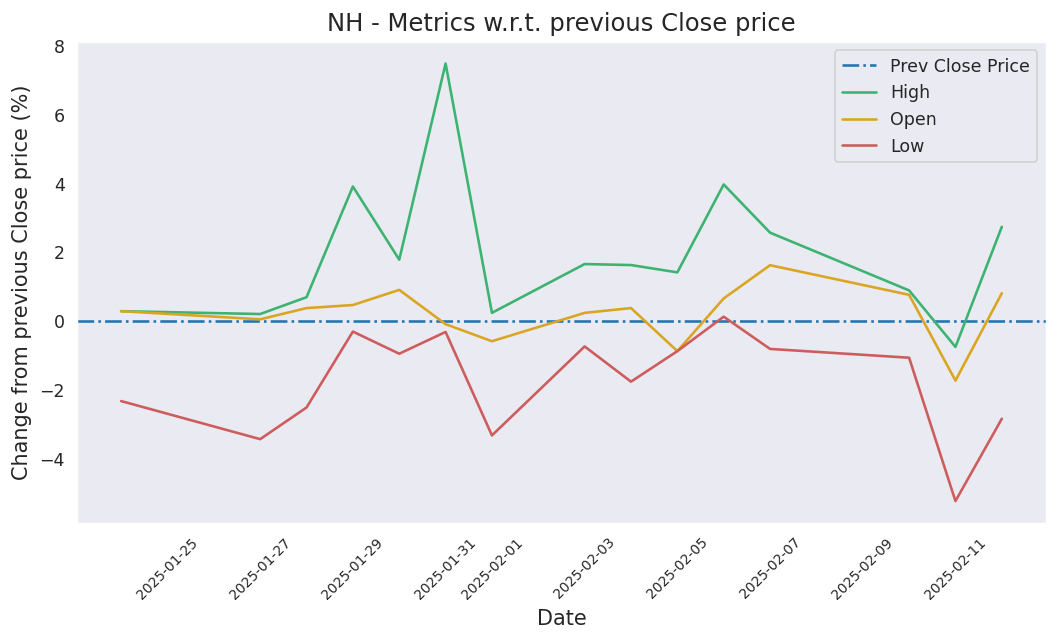 NH - Metrics w.r.t. previous Close price
Change from previous Close price (%)
8
6
4
2
0
−2
−4
Prev Close Price
High
Open
Low
2025-01-25
2025-01-27
2025-01-29
2025-01-31
2025-02-01
2025-02-03
2025-02-05
2025-02-07
2025-02-09
2025-02-11
Date